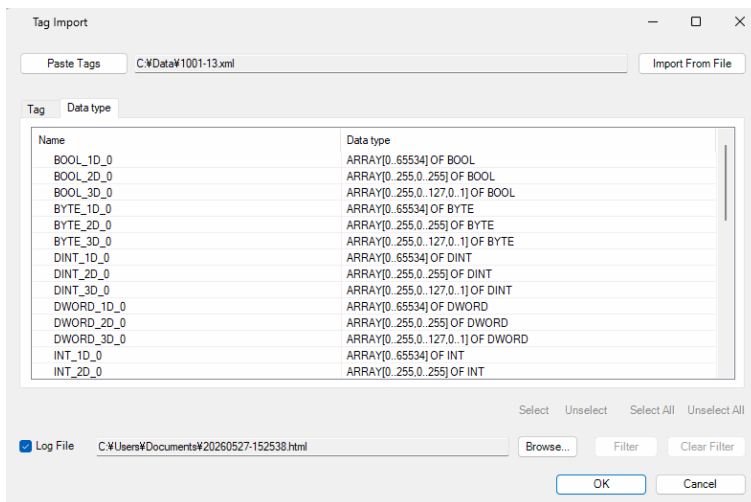 Tag Import
Paste Tags C:¥Data¥1001-13.xml Import From File
Tag Data type
Name Data type
BOOL_1D_0 ARRAY[0..65534] OF BOOL
BOOL_2D_0 ARRAY[0..255,0..255] OF BOOL
BOOL_3D_0 ARRAY[0..255,0..127,0..1] OF BOOL
BYTE_1D_0 ARRAY[0..65534] OF BYTE
BYTE_2D_0 ARRAY[0..255,0..255] OF BYTE
BYTE_3D_0 ARRAY[0..255,0..127,0..1] OF BYTE
DINT_1D_0 ARRAY[0..65534] OF DINT
DINT_2D_0 ARRAY[0..255,0..255] OF DINT
DINT_3D_0 ARRAY[0..255,0..127,0..1] OF DINT
DWORD_1D_0 ARRAY[0..65534] OF DWORD
DWORD_2D_0 ARRAY[0..255,0..255] OF DWORD
DWORD_3D_0 ARRAY[0..255,0..127,0..1] OF DWORD
INT_1D_0 ARRAY[0..65534] OF INT
INT_2D_0 ARRAY[0..255,0..255] OF INT
Select Unselect Select All Unselect All
Log File C:¥Users¥Documents¥20260527-152538.html Browse... Filter Clear Filter
OK Cancel